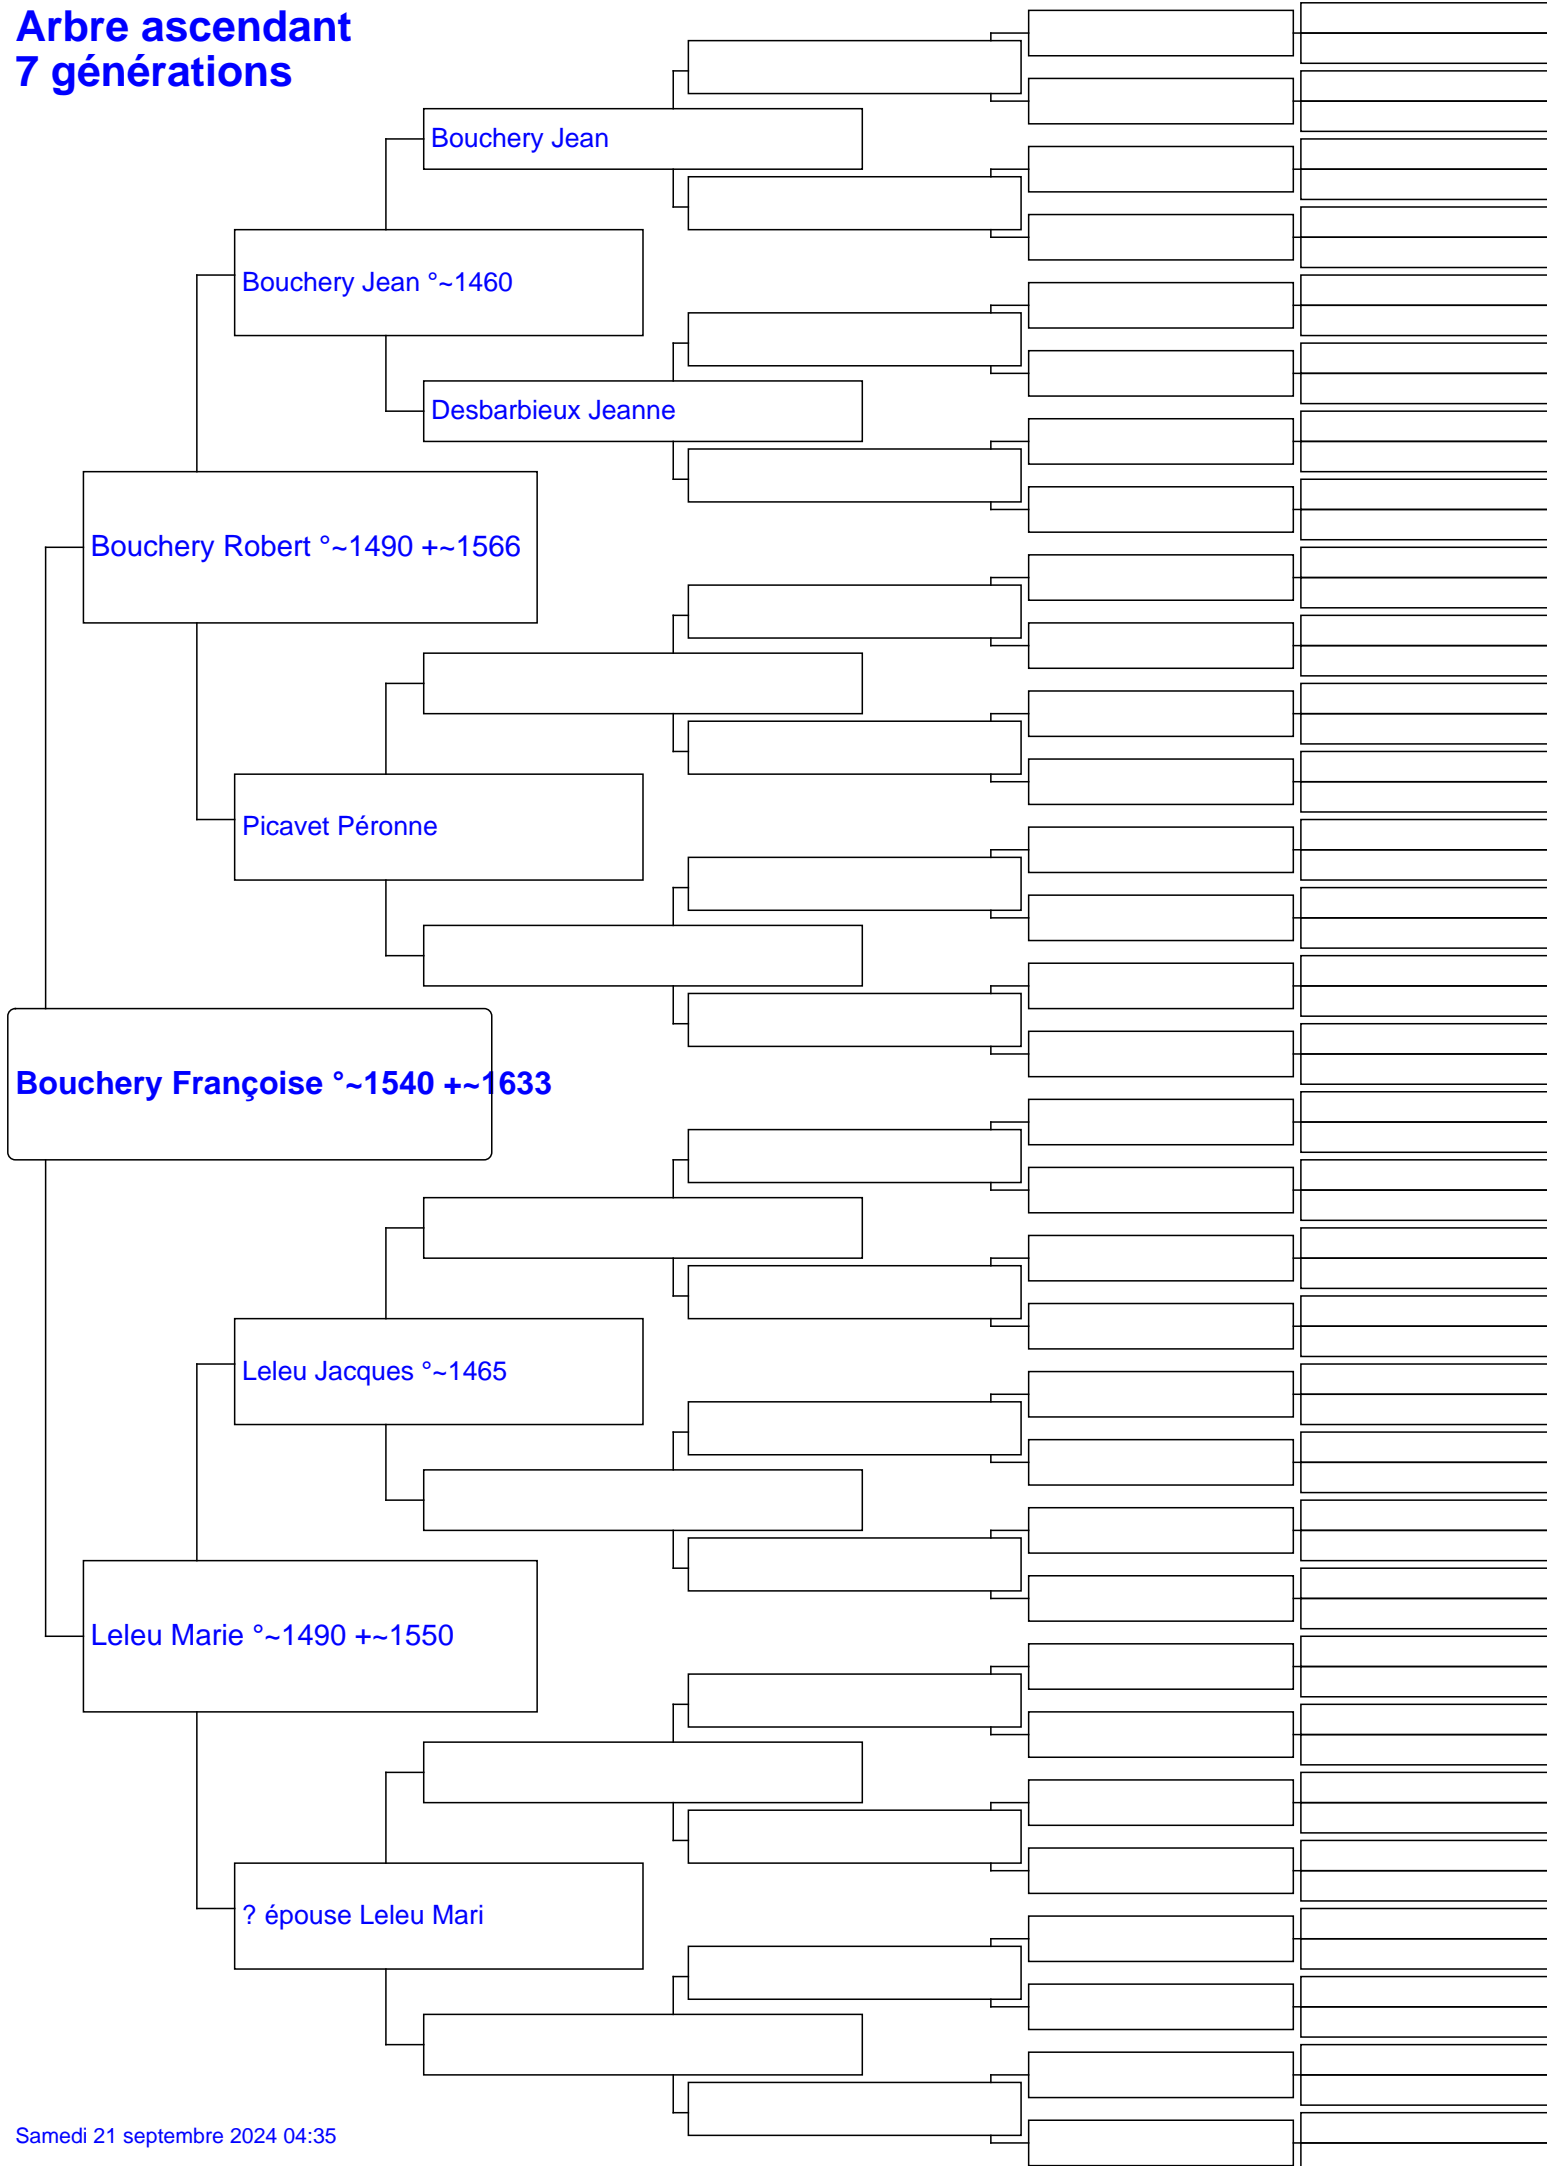 Arbre ascendant
7 générations
Bouchery Jean
Bouchery Jean °~1460
Desbarbieux Jeanne
Bouchery Robert °~1490 +~1566
Picavet Péronne
Bouchery Françoise °~1540 +~1633
Leleu Jacques °~1465
Leleu Marie °~1490 +~1550
? épouse Leleu Mari
Samedi 21 septembre 2024 04:35